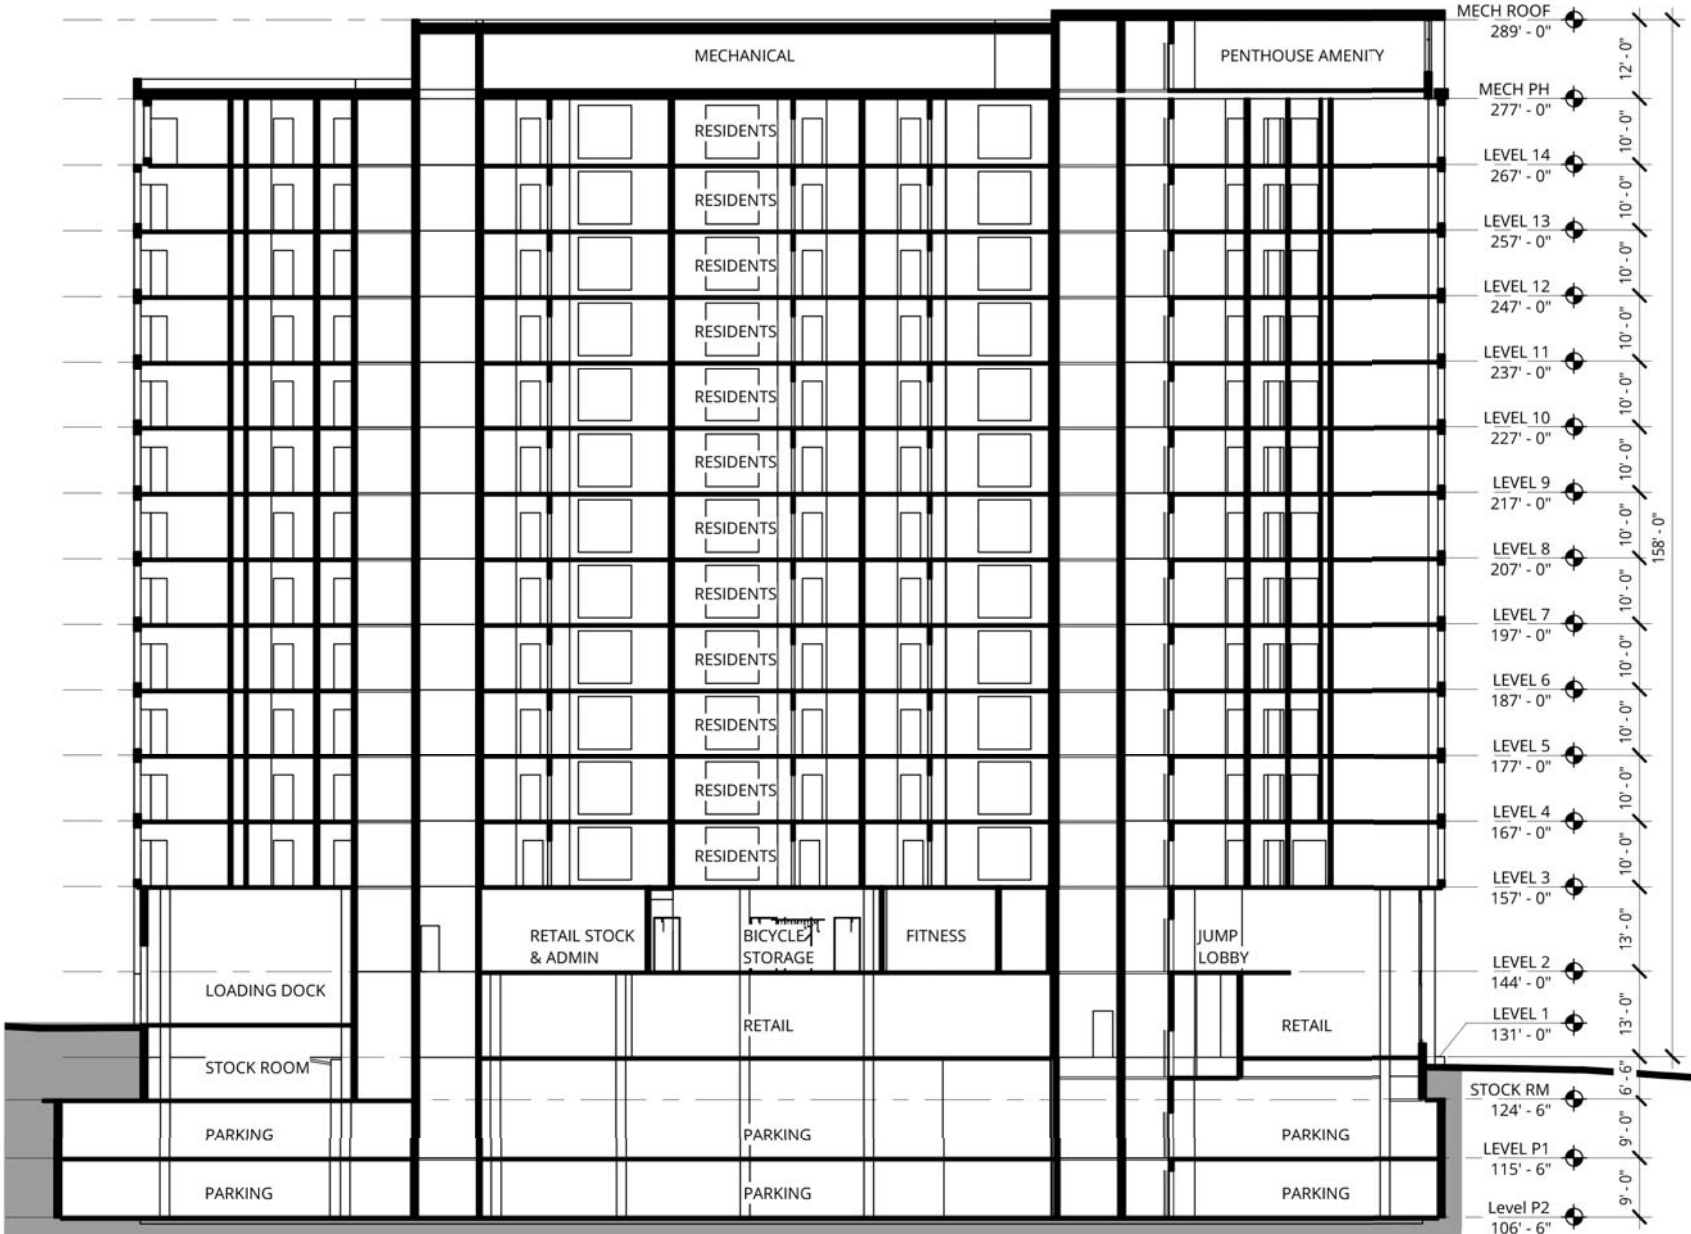 MECH ROOF
289' - 0"
MECHANICAL
PENTHOUSE AMENITY
12' - 0"
MECH PH
277' - 0"
RESIDENTS
10' - 0"
LEVEL 14
267' - 0"
RESIDENTS
10' - 0"
LEVEL 13
257' - 0"
RESIDENTS
10' - 0"
LEVEL 12
247' - 0"
RESIDENTS
10' - 0"
LEVEL 11
237' - 0"
RESIDENTS
10' - 0"
LEVEL 10
227' - 0"
RESIDENTS
10' - 0"
LEVEL 9
217' - 0"
RESIDENTS
10' - 0"
158' - 0"
LEVEL 8
207' - 0"
RESIDENTS
10' - 0"
LEVEL 7
197' - 0"
RESIDENTS
10' - 0"
LEVEL 6
187' - 0"
RESIDENTS
10' - 0"
LEVEL 5
177' - 0"
RESIDENTS
10' - 0"
LEVEL 4
167' - 0"
RESIDENTS
10' - 0"
LEVEL 3
157' - 0"
RETAIL STOCK
& ADMIN
BICYCLE
STORAGE
FITNESS
JUMP
LOBBY
13' - 0"
LEVEL 2
144' - 0"
LOADING DOCK
RETAIL
RETAIL
13' - 0"
LEVEL 1
131' - 0"
STOCK ROOM
6' - 6"
STOCK RM
124' - 6"
PARKING
PARKING
PARKING
9' - 0"
LEVEL P1
115' - 6"
PARKING
PARKING
PARKING
9' - 0"
Level P2
106' - 6"